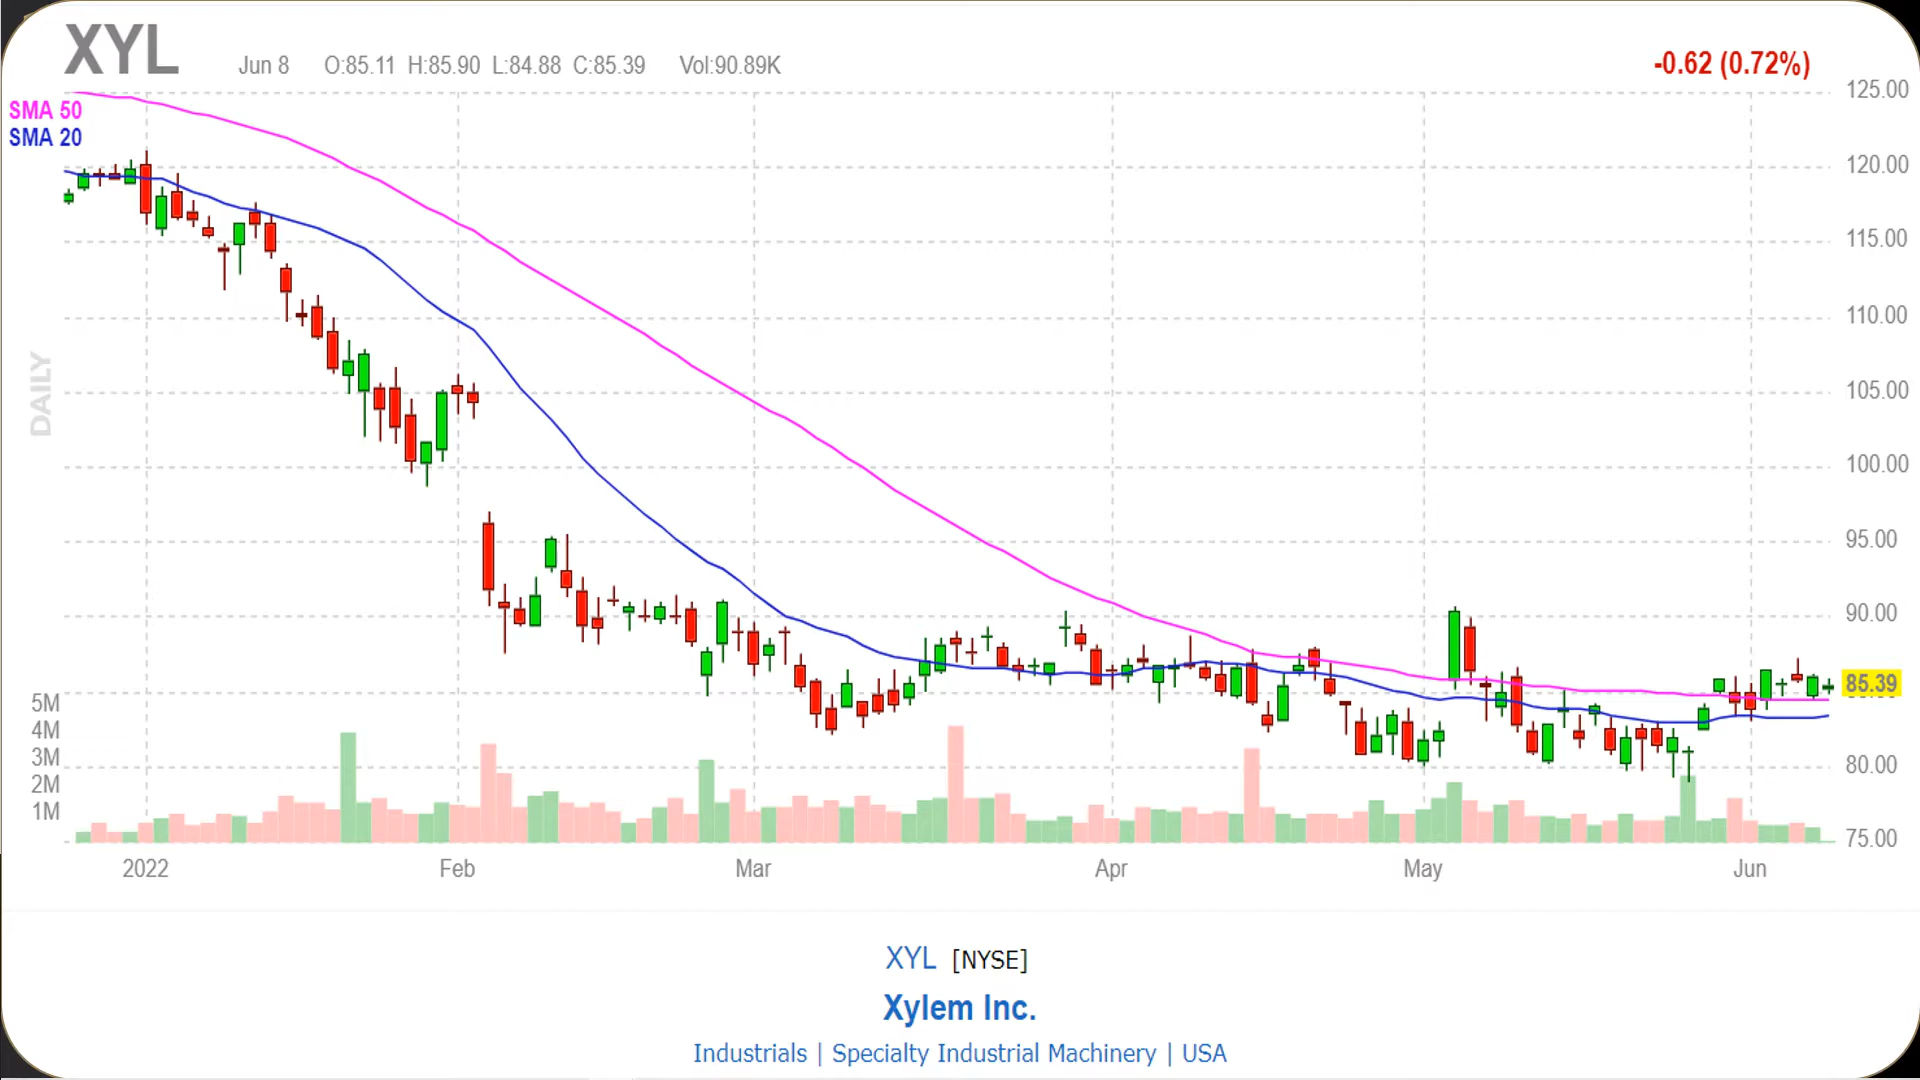 XYL Jun 8 O:85.11 H:85.90 L:84.88 C:85.39 Vol:90.89K -0.62 (0.72%)
SMA 50
SMA 20
125.00
120.00
115.00
110.00
105.00
100.00
95.00
90.00
85.39
80.00
75.00
DAILY
5M
4M
3M
2M
1M
2022 Feb Mar Apr May Jun
XYL [NYSE]
Xylem Inc.
Industrials | Specialty Industrial Machinery | USA